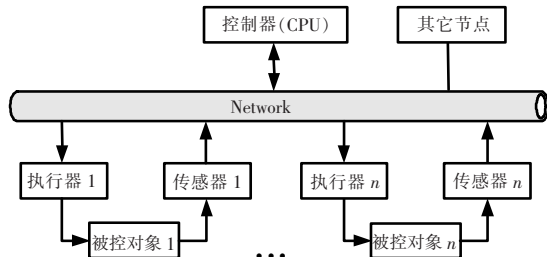 控制器(CPU)
其它节点
Network
执行器 1
传感器 1
执行器 n
传感器 n
被控对象 1
被控对象 n
…